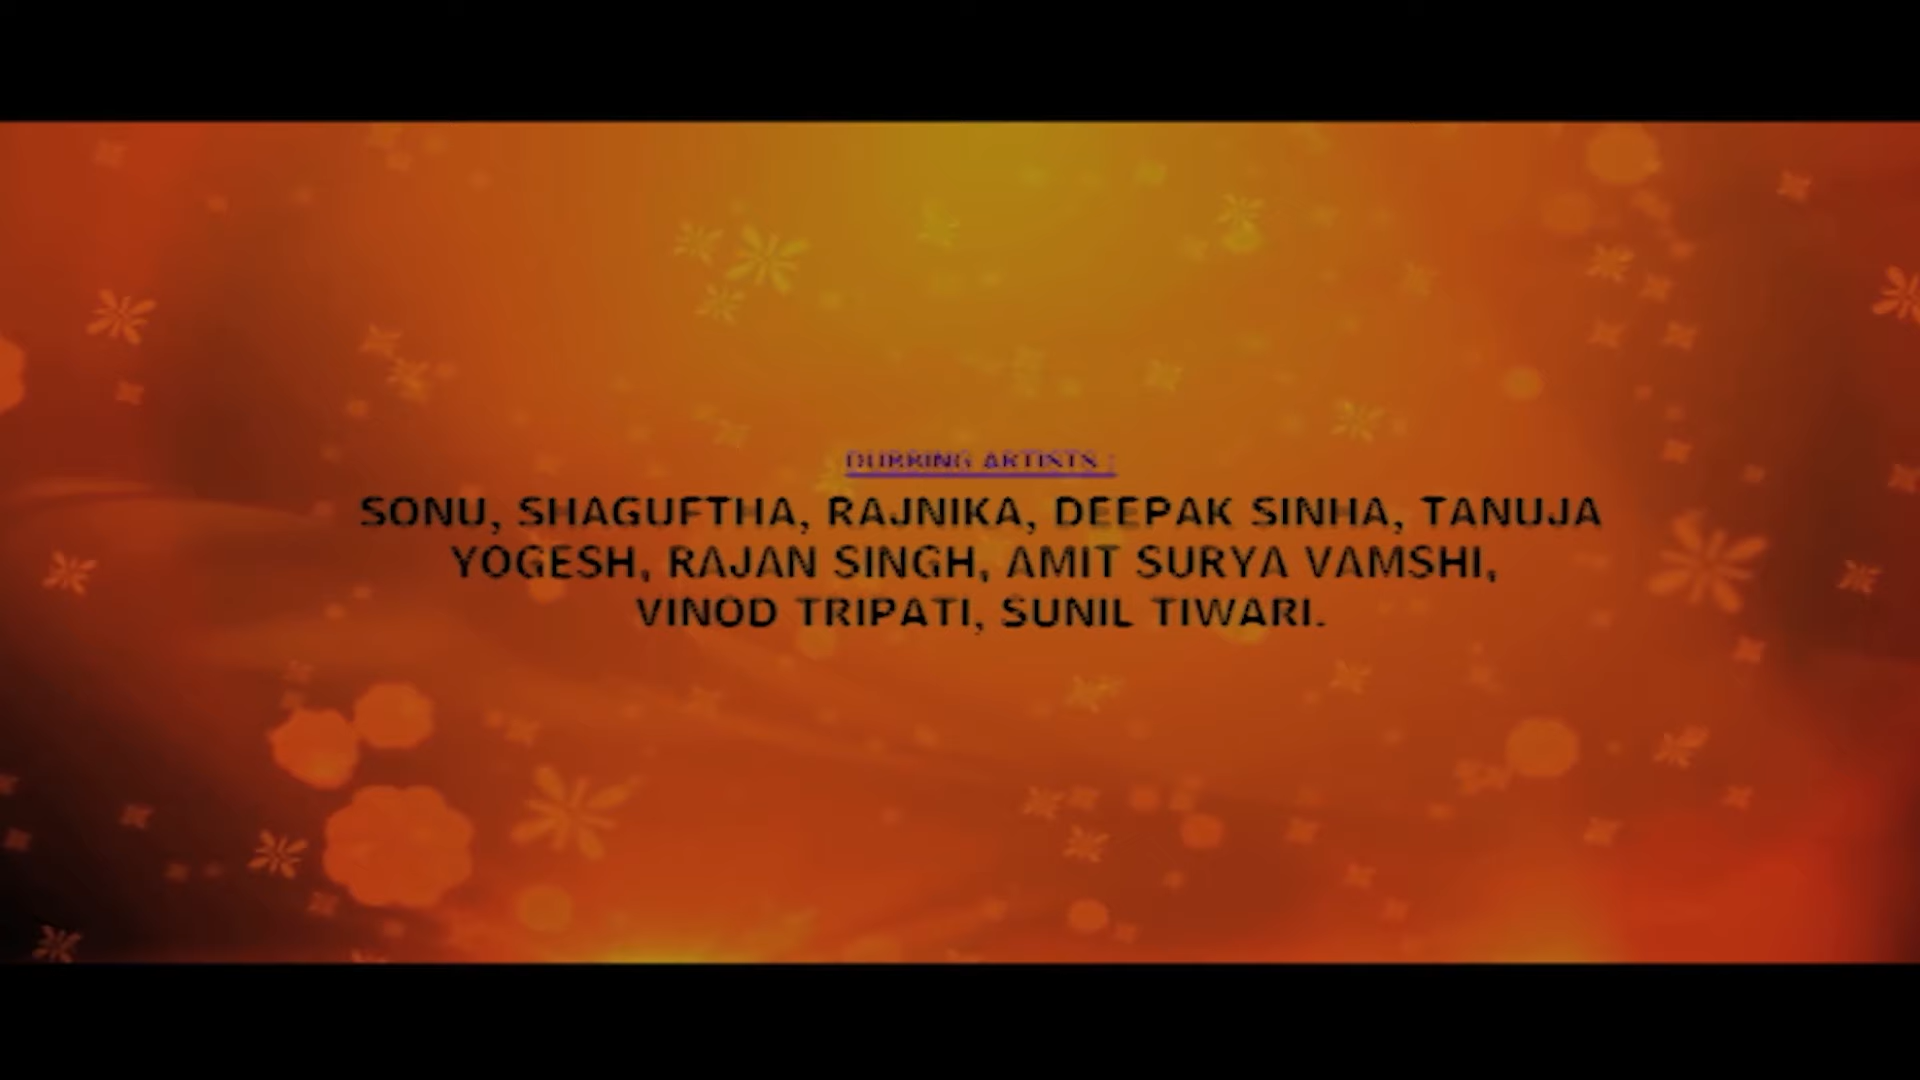 DUBBING ARTISTS :
SONU, SHAGUFTHA, RAJNIKA, DEEPAK SINHA, TANUJA
YOGESH, RAJAN SINGH, AMIT SURYA VAMSHI,
VINOD TRIPATI, SUNIL TIWARI.